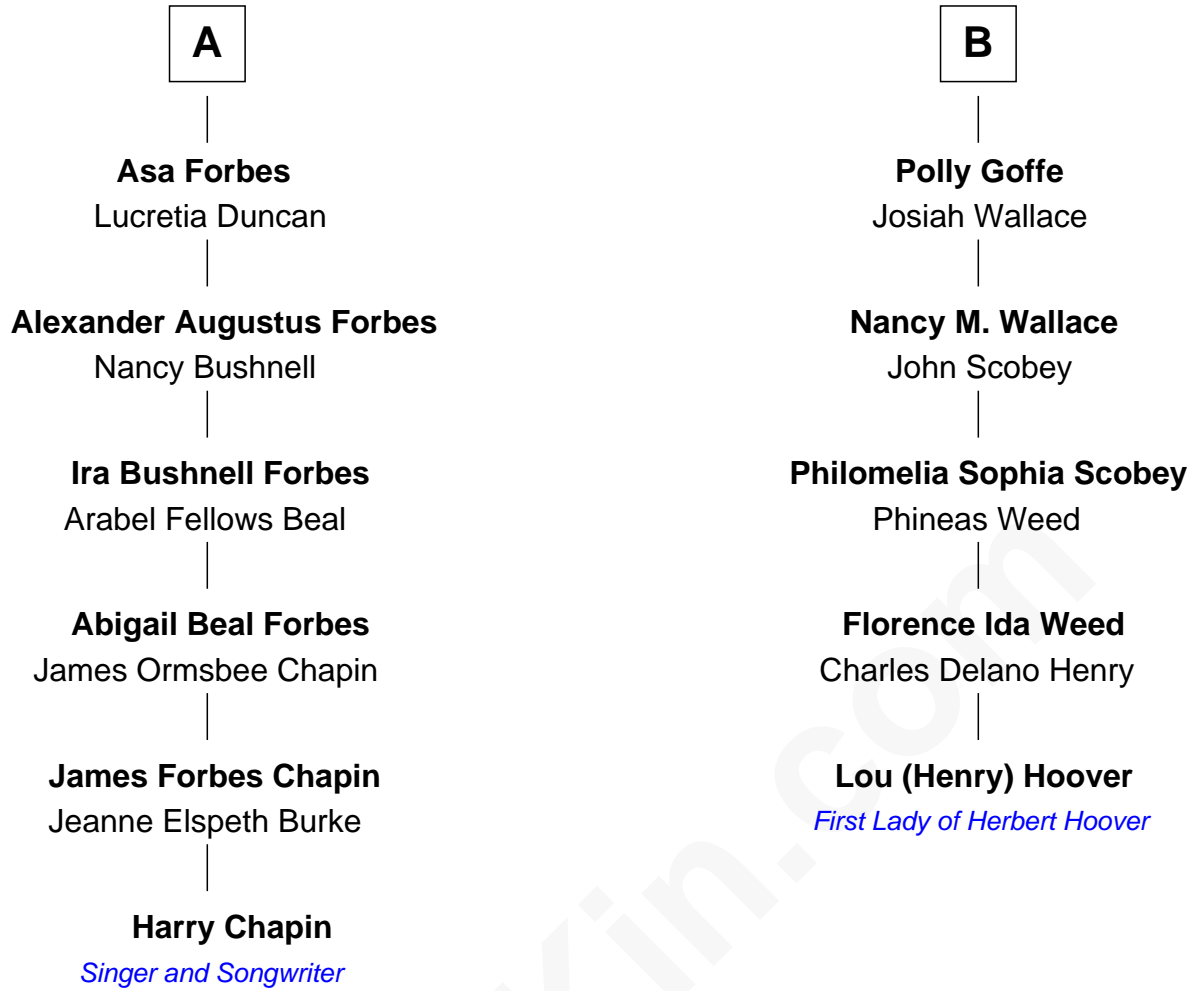 A
Asa Forbes
Lucretia Duncan
Alexander Augustus Forbes
Nancy Bushnell
Ira Bushnell Forbes
Arabel Fellows Beal
Abigail Beal Forbes
James Ormsbee Chapin
James Forbes Chapin
Jeanne Elspeth Burke
Harry Chapin
Singer and Songwriter
B
Polly Goffe
Josiah Wallace
Nancy M. Wallace
John Scobey
Philomelia Sophia Scobey
Phineas Weed
Florence Ida Weed
Charles Delano Henry
Lou (Henry) Hoover
First Lady of Herbert Hoover
Kin.com